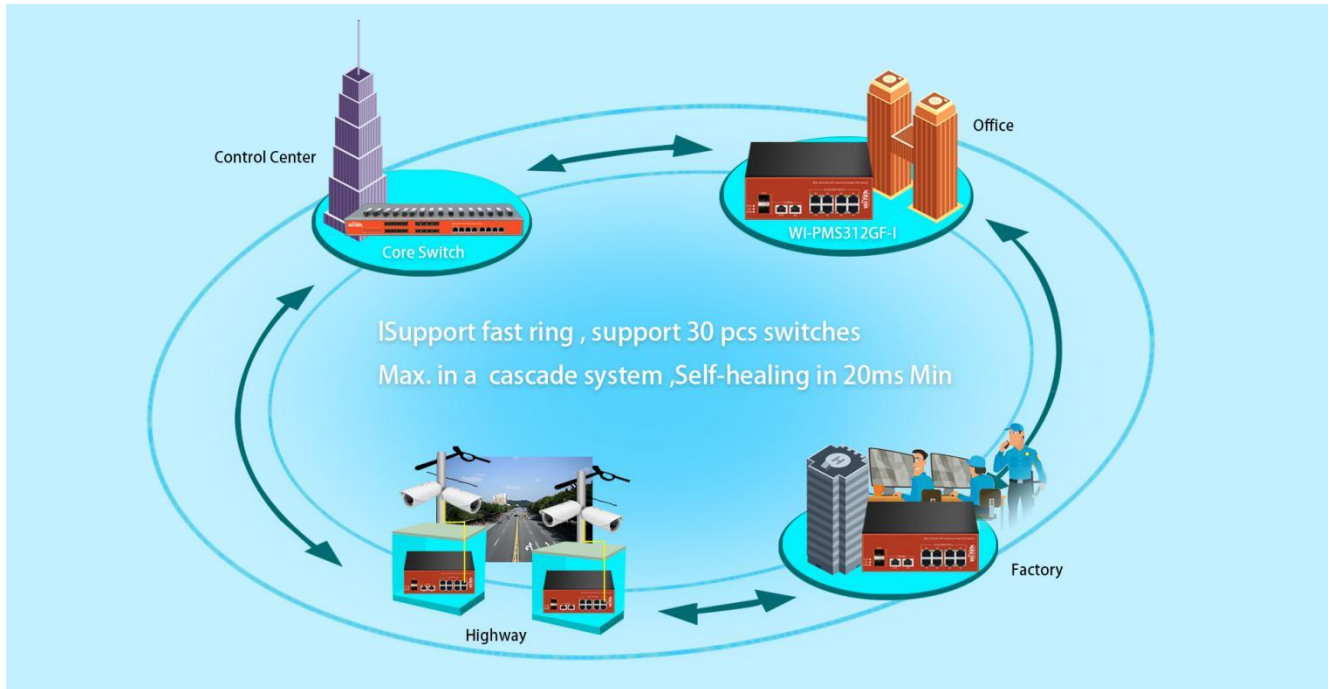 Control Center
Core Switch
Office
WI-PMS312GF-I
ISupport fast ring , support 30 pcs switches
Max. in a cascade system ,Self-healing in 20ms Min
Highway
Factory
H